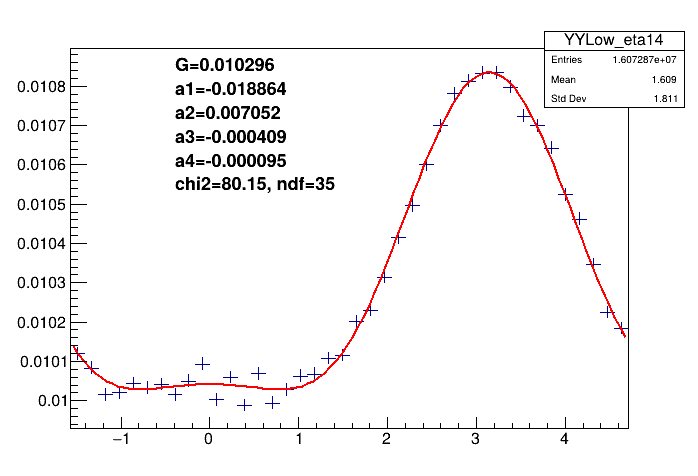 YYLow_eta14
Entries 1.607287e+07
Mean 1.609
Std Dev 1.811
G=0.010296
a1=-0.018864
a2=0.007052
a3=-0.000409
a4=-0.000095
chi2=80.15, ndf=35
0.0108
0.0107
0.0106
0.0105
0.0104
0.0103
0.0102
0.0101
0.01
−1 0 1 2 3 4